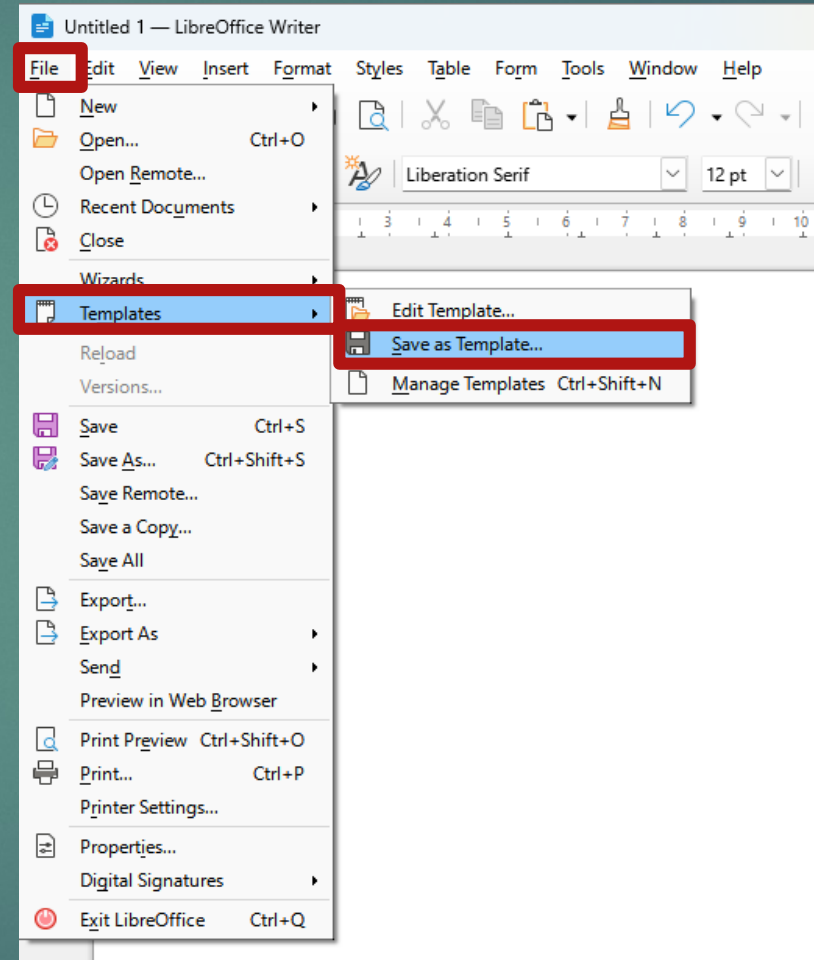 Untitled 1 — LibreOffice Writer
File Edit View Insert Format Styles Table Form Tools Window Help
New
Open... Ctrl+O
Liberation Serif 12 pt
Open Remote...
Recent Documents
3 4 5 6 7 8 9 10
Close
Wizards
Templates
Edit Template...
Save as Template...
Manage Templates Ctrl+Shift+N
Reload
Versions...
Save Ctrl+S
Save As... Ctrl+Shift+S
Save Remote...
Save a Copy...
Save All
Export...
Export As
Send
Preview in Web Browser
Print Preview Ctrl+Shift+O
Print... Ctrl+P
Printer Settings...
Properties...
Digital Signatures
Exit LibreOffice Ctrl+Q